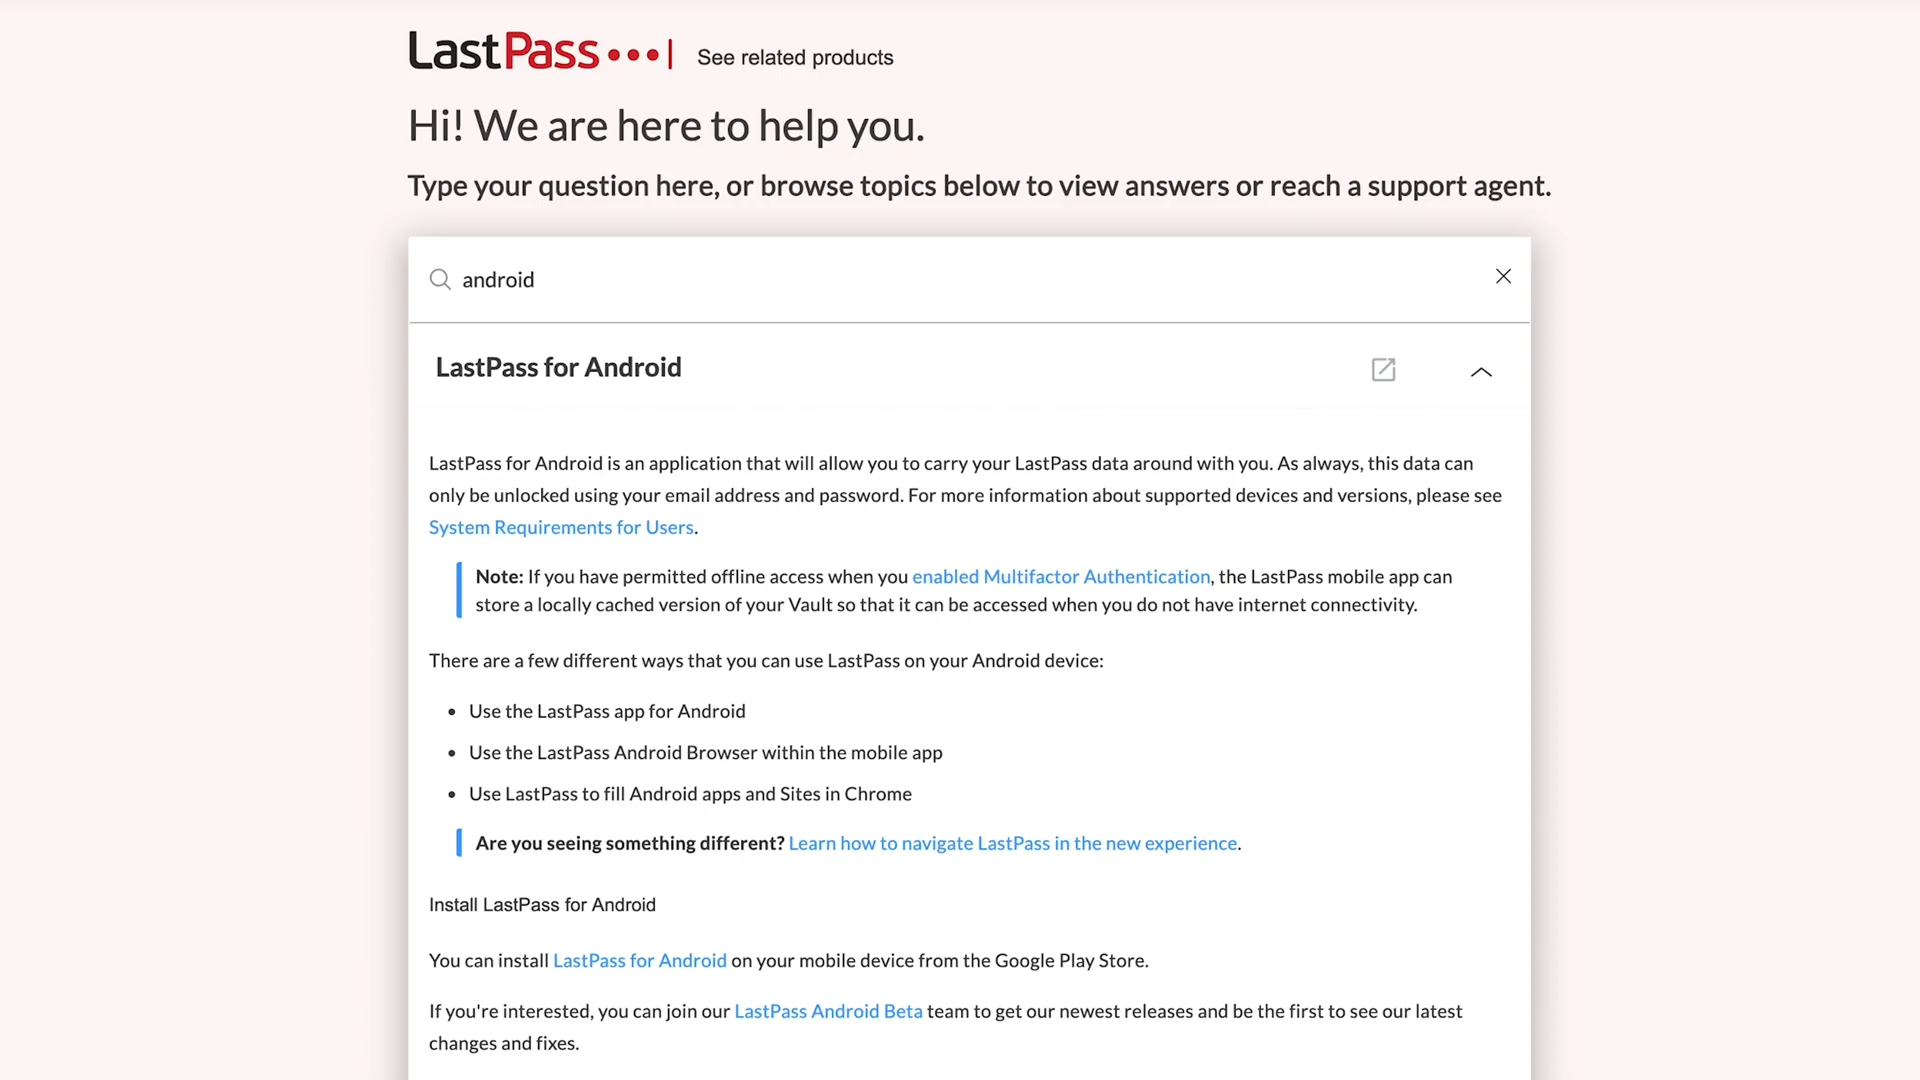 LastPass See related products
Hi! We are here to help you.
Type your question here, or browse topics below to view answers or reach a support agent.
android
LastPass for Android
LastPass for Android is an application that will allow you to carry your LastPass data around with you. As always, this data can
only be unlocked using your email address and password. For more information about supported devices and versions, please see
System Requirements for Users.
Note: If you have permitted offline access when you enabled Multifactor Authentication, the LastPass mobile app can
store a locally cached version of your Vault so that it can be accessed when you do not have internet connectivity.
There are a few different ways that you can use LastPass on your Android device:
• Use the LastPass app for Android
• Use the LastPass Android Browser within the mobile app
• Use LastPass to fill Android apps and Sites in Chrome
Are you seeing something different? Learn how to navigate LastPass in the new experience.
Install LastPass for Android
You can install LastPass for Android on your mobile device from the Google Play Store.
If you're interested, you can join our LastPass Android Beta team to get our newest releases and be the first to see our latest
changes and fixes.